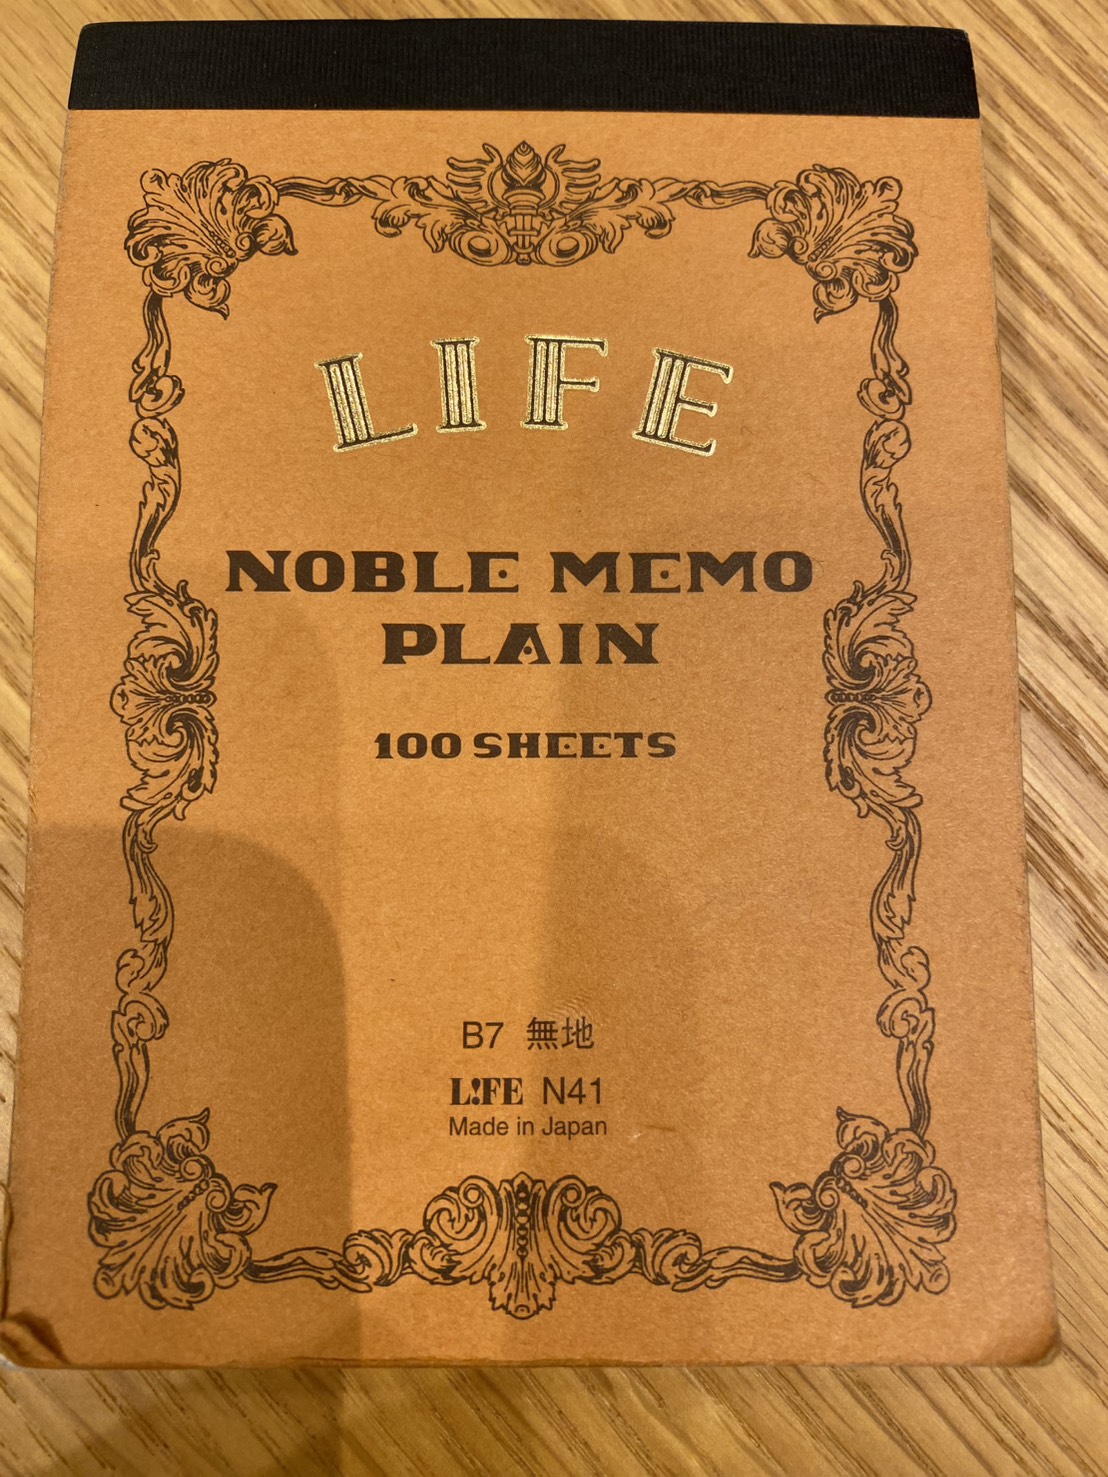 LIFE
NOBLE MEMO
PLAIN
100 SHEETS
B7 無地
L!FE N41
Made in Japan